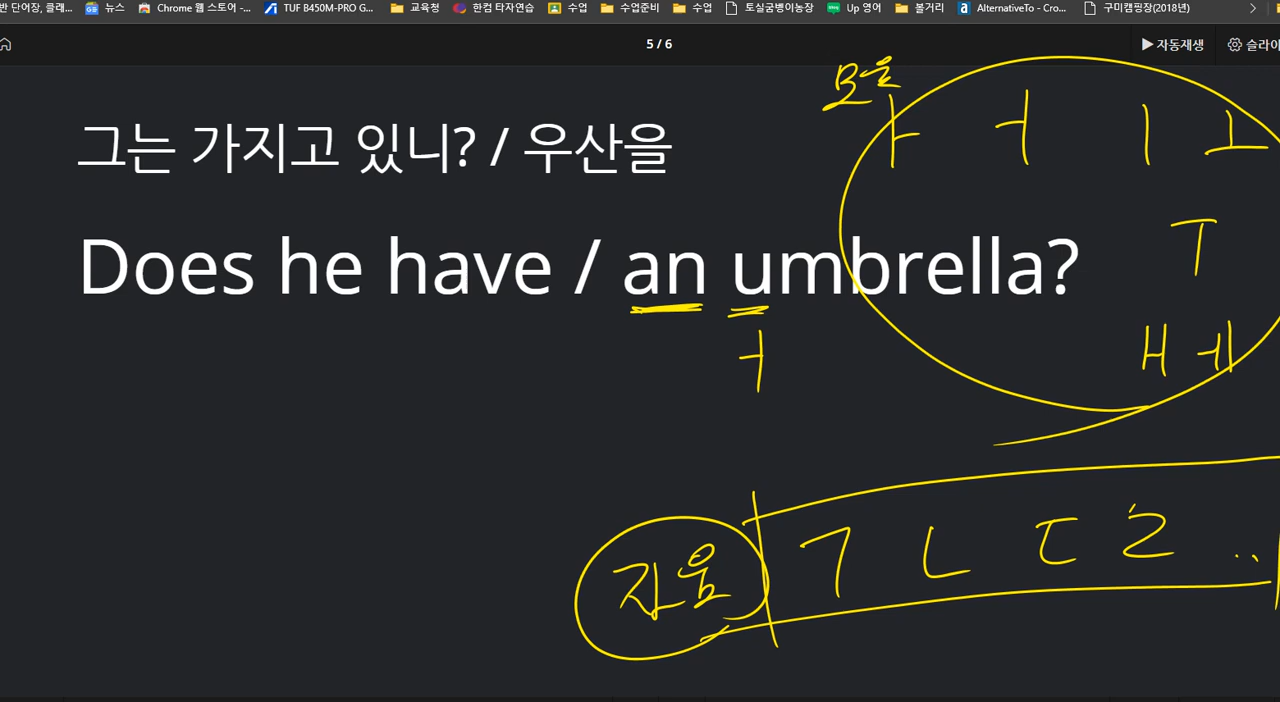 반 단어장, 클래... 뉴스 Chrome 웹 스토어 -... TUF B450M-PRO G... 교육청 한컴 타자연습 수업 수업준비 수업 토실굼벵이농장 Up 영어 볼거리 AlternativeTo - Cro... 구미캠핑장(2018년)
5 / 6 자동재생 슬라이
모음
ㅏ ㅓ ㅣ ㅗ
그는 가지고 있니? / 우산을
ㅜ
Does he have / an umbrella?
ㅓ ㅐ ㅔ
자음 ㄱ ㄴ ㄷ ㄹ ..